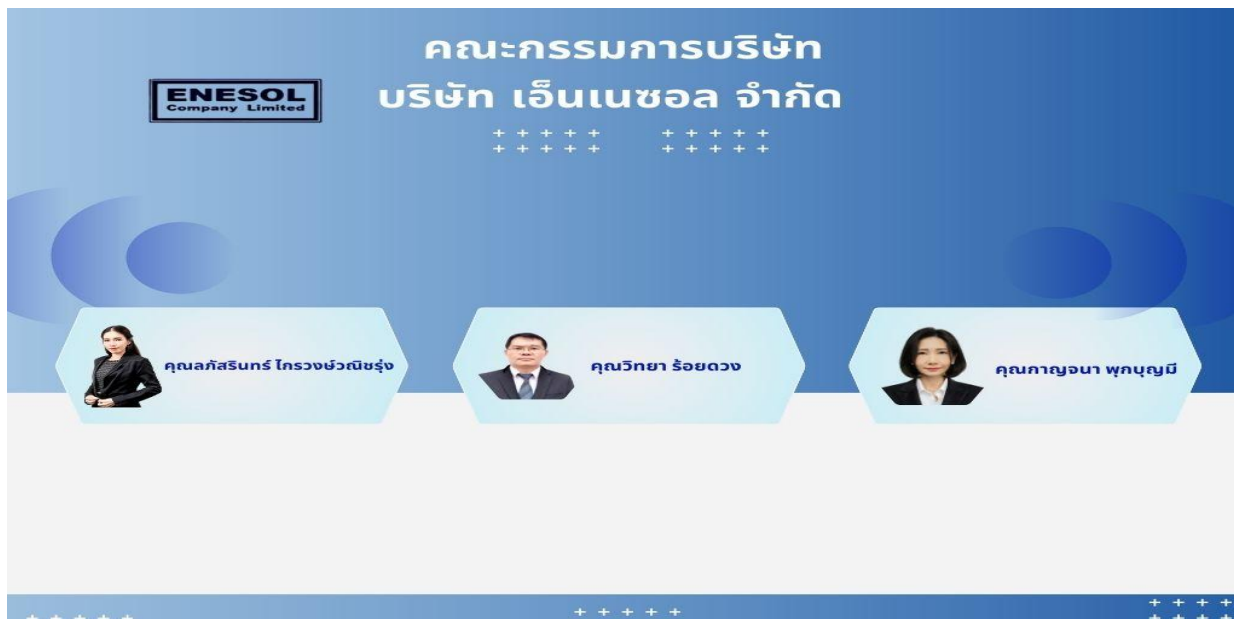 คณะกรรมการบริษัท
ENESOL
Company Limited
บริษัท เอ็นเนซอล จำกัด
คุณลภัสรินทร์ ไกรวงษ์วณิชรุ่ง
คุณวิทยา ร้อยดวง
คุณกาญจนา พุกบุญมี